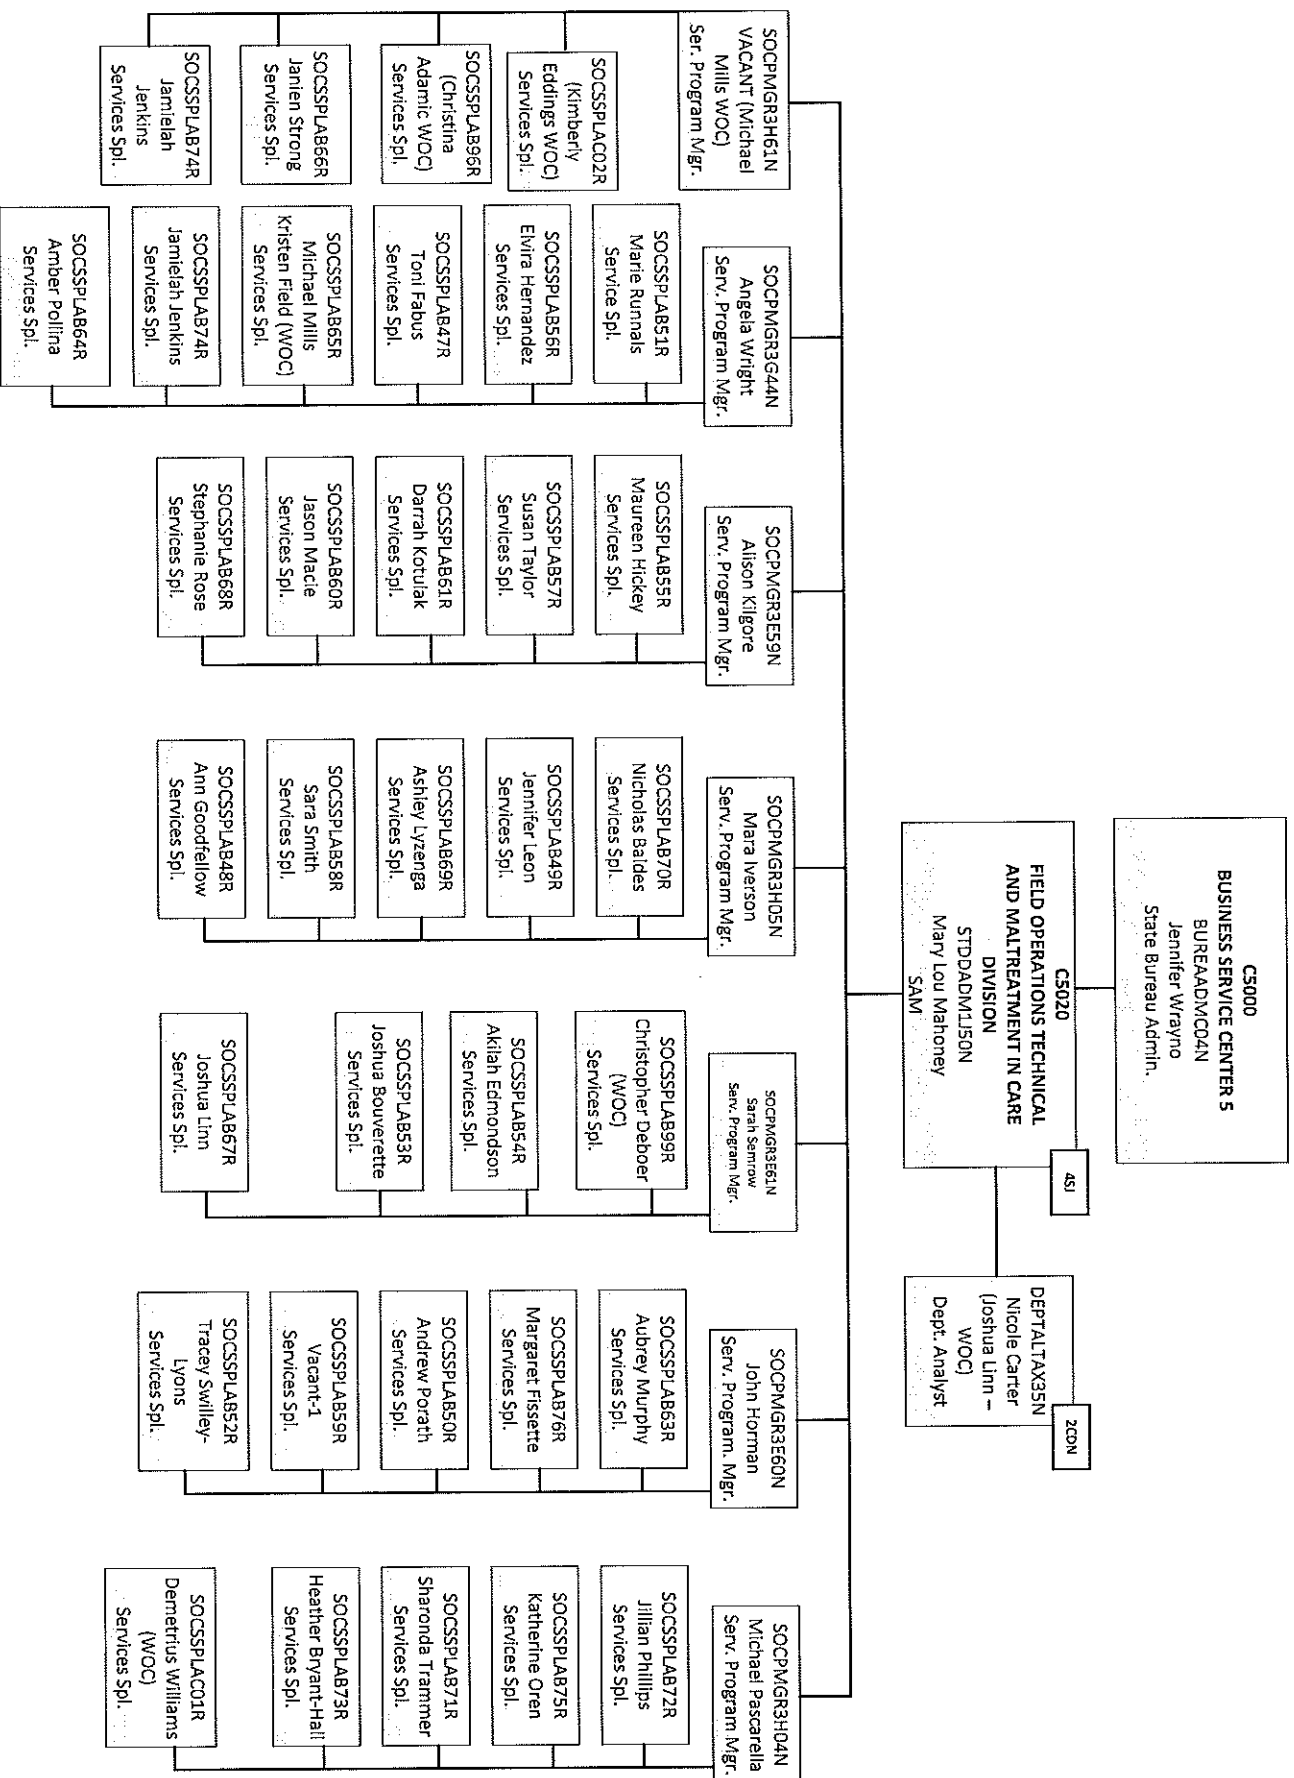 C5000
BUSINESS SERVICE CENTER 5
BUREAADMC04N
Jennifer Wrayno
State Bureau Admin.
C5020
FIELD OPERATIONS TECHNICAL
AND MALTREATMENT IN CARE
DIVISION
STDDADM1J50N
Mary Lou Mahoney
SAM
45J
DEPTALTAX35N
Nicole Carter
(Joshua Linn –
WOC)
Dept. Analyst
2CDN
SOCPMGR3H61N
VACANT (Michael
Mills WOC)
Ser. Program Mgr.
SOCSSPLAC02R
(Kimberly
Eddings WOC)
Services Spl.
SOCSSPLAB96R
(Christina
Adamic WOC)
Services Spl.
SOCSSPLAB66R
Janien Strong
Services Spl.
SOCSSPLAB74R
Jamielah
Jenkins
Services Spl.
SOCPMGR3G44N
Angela Wright
Serv. Program Mgr.
SOCSSPLAB51R
Marie Runnals
Service Spl.
SOCSSPLAB56R
Elvira Hernandez
Services Spl.
SOCSSPLAB47R
Toni Fabus
Services Spl.
SOCSSPLAB65R
Michael Mills
Kristen Field (WOC)
Services Spl.
SOCSSPLAB74R
Jamielah Jenkins
Services Spl.
SOCSSPLAB64R
Amber Pollina
Services Spl.
SOCPMGR3E59N
Alison Kilgore
Serv. Program Mgr.
SOCSSPLAB55R
Maureen Hickey
Services Spl.
SOCSSPLAB57R
Susan Taylor
Services Spl.
SOCSSPLAB61R
Darrah Kotulak
Services Spl.
SOCSSPLAB60R
Jason Macie
Services Spl.
SOCSSPLAB68R
Stephanie Rose
Services Spl.
SOCPMGR3H05N
Mara Iverson
Serv. Program Mgr.
SOCSSPLAB70R
Nicholas Baldes
Services Spl.
SOCSSPLAB49R
Jennifer Leon
Services Spl.
SOCSSPLAB69R
Ashley Lyzenga
Services Spl.
SOCSSPLAB58R
Sara Smith
Services Spl.
SOCSSPLAB48R
Ann Goodfellow
Services Spl.
SOCPMGR3E61N
Sarah Semrow
Serv. Program Mgr.
SOCSSPLAB99R
Christopher Deboer
(WOC)
Services Spl.
SOCSSPLAB54R
Akilah Edmondson
Services Spl.
SOCSSPLAB53R
Joshua Bouverette
Services Spl.
SOCSSPLAB67R
Joshua Linn
Services Spl.
SOCPMGR3E60N
John Horman
Serv. Program. Mgr.
SOCSSPLAB63R
Aubrey Murphy
Services Spl.
SOCSSPLAB76R
Margaret Fissette
Services Spl.
SOCSSPLAB50R
Andrew Porath
Services Spl.
SOCSSPLAB59R
Vacant-1
Services Spl.
SOCSSPLAB52R
Tracey Swilley-
Lyons
Services Spl.
SOCPMGR3H04N
Michael Pascarella
Serv. Program Mgr.
SOCSSPLAB72R
Jillian Phillips
Services Spl.
SOCSSPLAB75R
Katherine Oren
Services Spl.
SOCSSPLAB71R
Sharonda Trammer
Services Spl.
SOCSSPLAB73R
Heather Bryant-Hall
Services Spl.
SOCSSPLAC01R
Demetrius Williams
(WOC)
Services Spl.